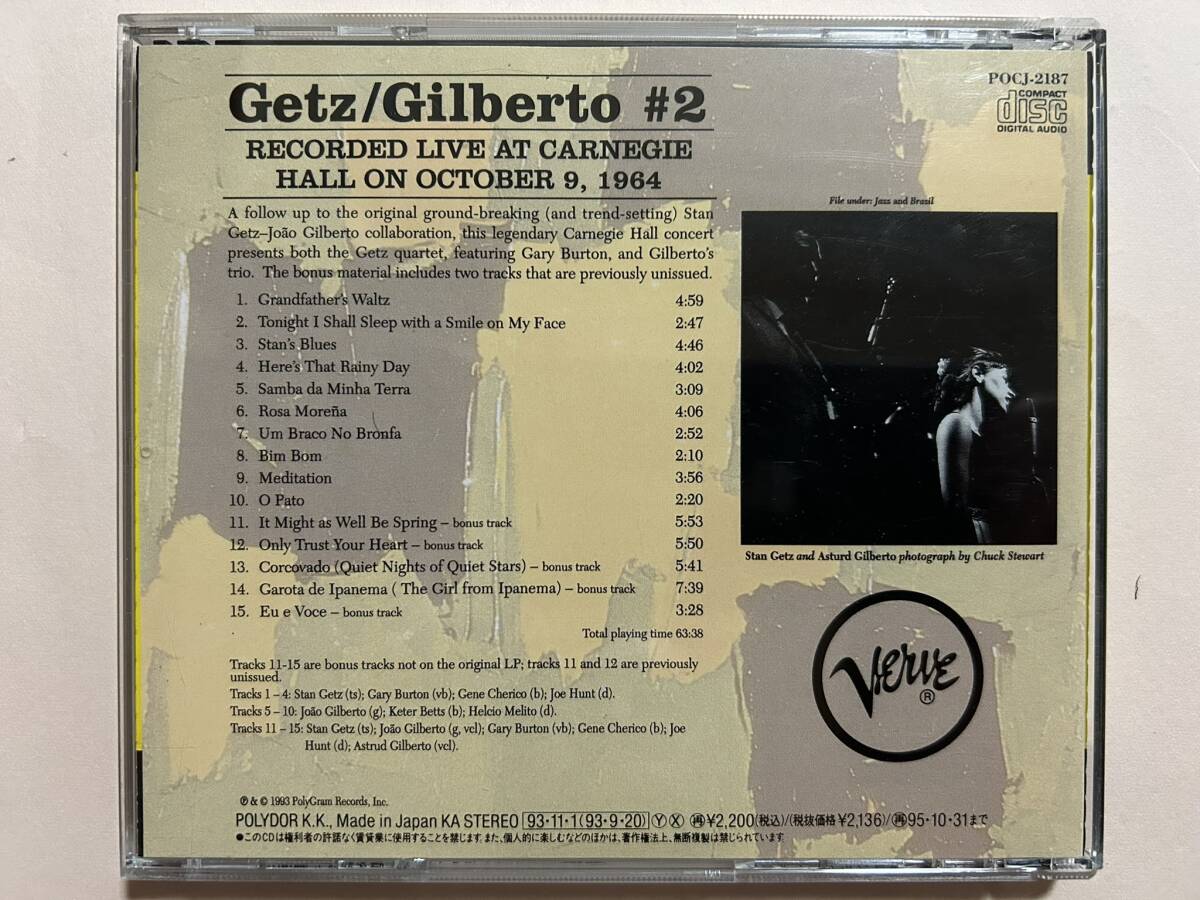 POCJ-2187
COMPACT
disc
DIGITAL AUDIO
Getz/Gilberto #2
RECORDED LIVE AT CARNEGIE
HALL ON OCTOBER 9, 1964
A follow up to the original ground-breaking (and trend-setting) Stan
Getz–João Gilberto collaboration, this legendary Carnegie Hall concert
presents both the Getz quartet, featuring Gary Burton, and Gilberto's
trio. The bonus material includes two tracks that are previously unissued.
1. Grandfather's Waltz 4:59
2. Tonight I Shall Sleep with a Smile on My Face 2:47
3. Stan's Blues 4:46
4. Here's That Rainy Day 4:02
5. Samba da Minha Terra 3:09
6. Rosa Moreña 4:06
7. Um Braco No Bronfa 2:52
8. Bim Bom 2:10
9. Meditation 3:56
10. O Pato 2:20
11. It Might as Well Be Spring – bonus track 5:53
12. Only Trust Your Heart – bonus track 5:50
13. Corcovado (Quiet Nights of Quiet Stars) – bonus track 5:41
14. Garota de Ipanema ( The Girl from Ipanema) – bonus track 7:39
15. Eu e Voce – bonus track 3:28
Total playing time 63:38
Tracks 11-15 are bonus tracks not on the original LP; tracks 11 and 12 are previously
unissued.
Tracks 1 – 4: Stan Getz (ts); Gary Burton (vb); Gene Cherico (b); Joe Hunt (d).
Tracks 5 – 10: João Gilberto (g); Keter Betts (b); Helcio Melito (d).
Tracks 11 – 15: Stan Getz (ts); João Gilberto (g, vcl); Gary Burton (vb); Gene Cherico (b); Joe
Hunt (d); Astrud Gilberto (vcl).
File under: Jazz and Brazil
Stan Getz and Asturd Gilberto photograph by Chuck Stewart
VERVE ®
℗ & © 1993 PolyGram Records, Inc.
POLYDOR K.K., Made in Japan KA STEREO 93·11·1(93·9·20) Ⓨ Ⓧ ㊢¥2,200(税込)/(税抜価格¥2,136)/㊢95·10·31まで
●このCDは権利者の許諾なく賃貸業に使用することを禁じます。また、個人的に楽しむなどのほかは、著作権法上、無断複製は禁じられています